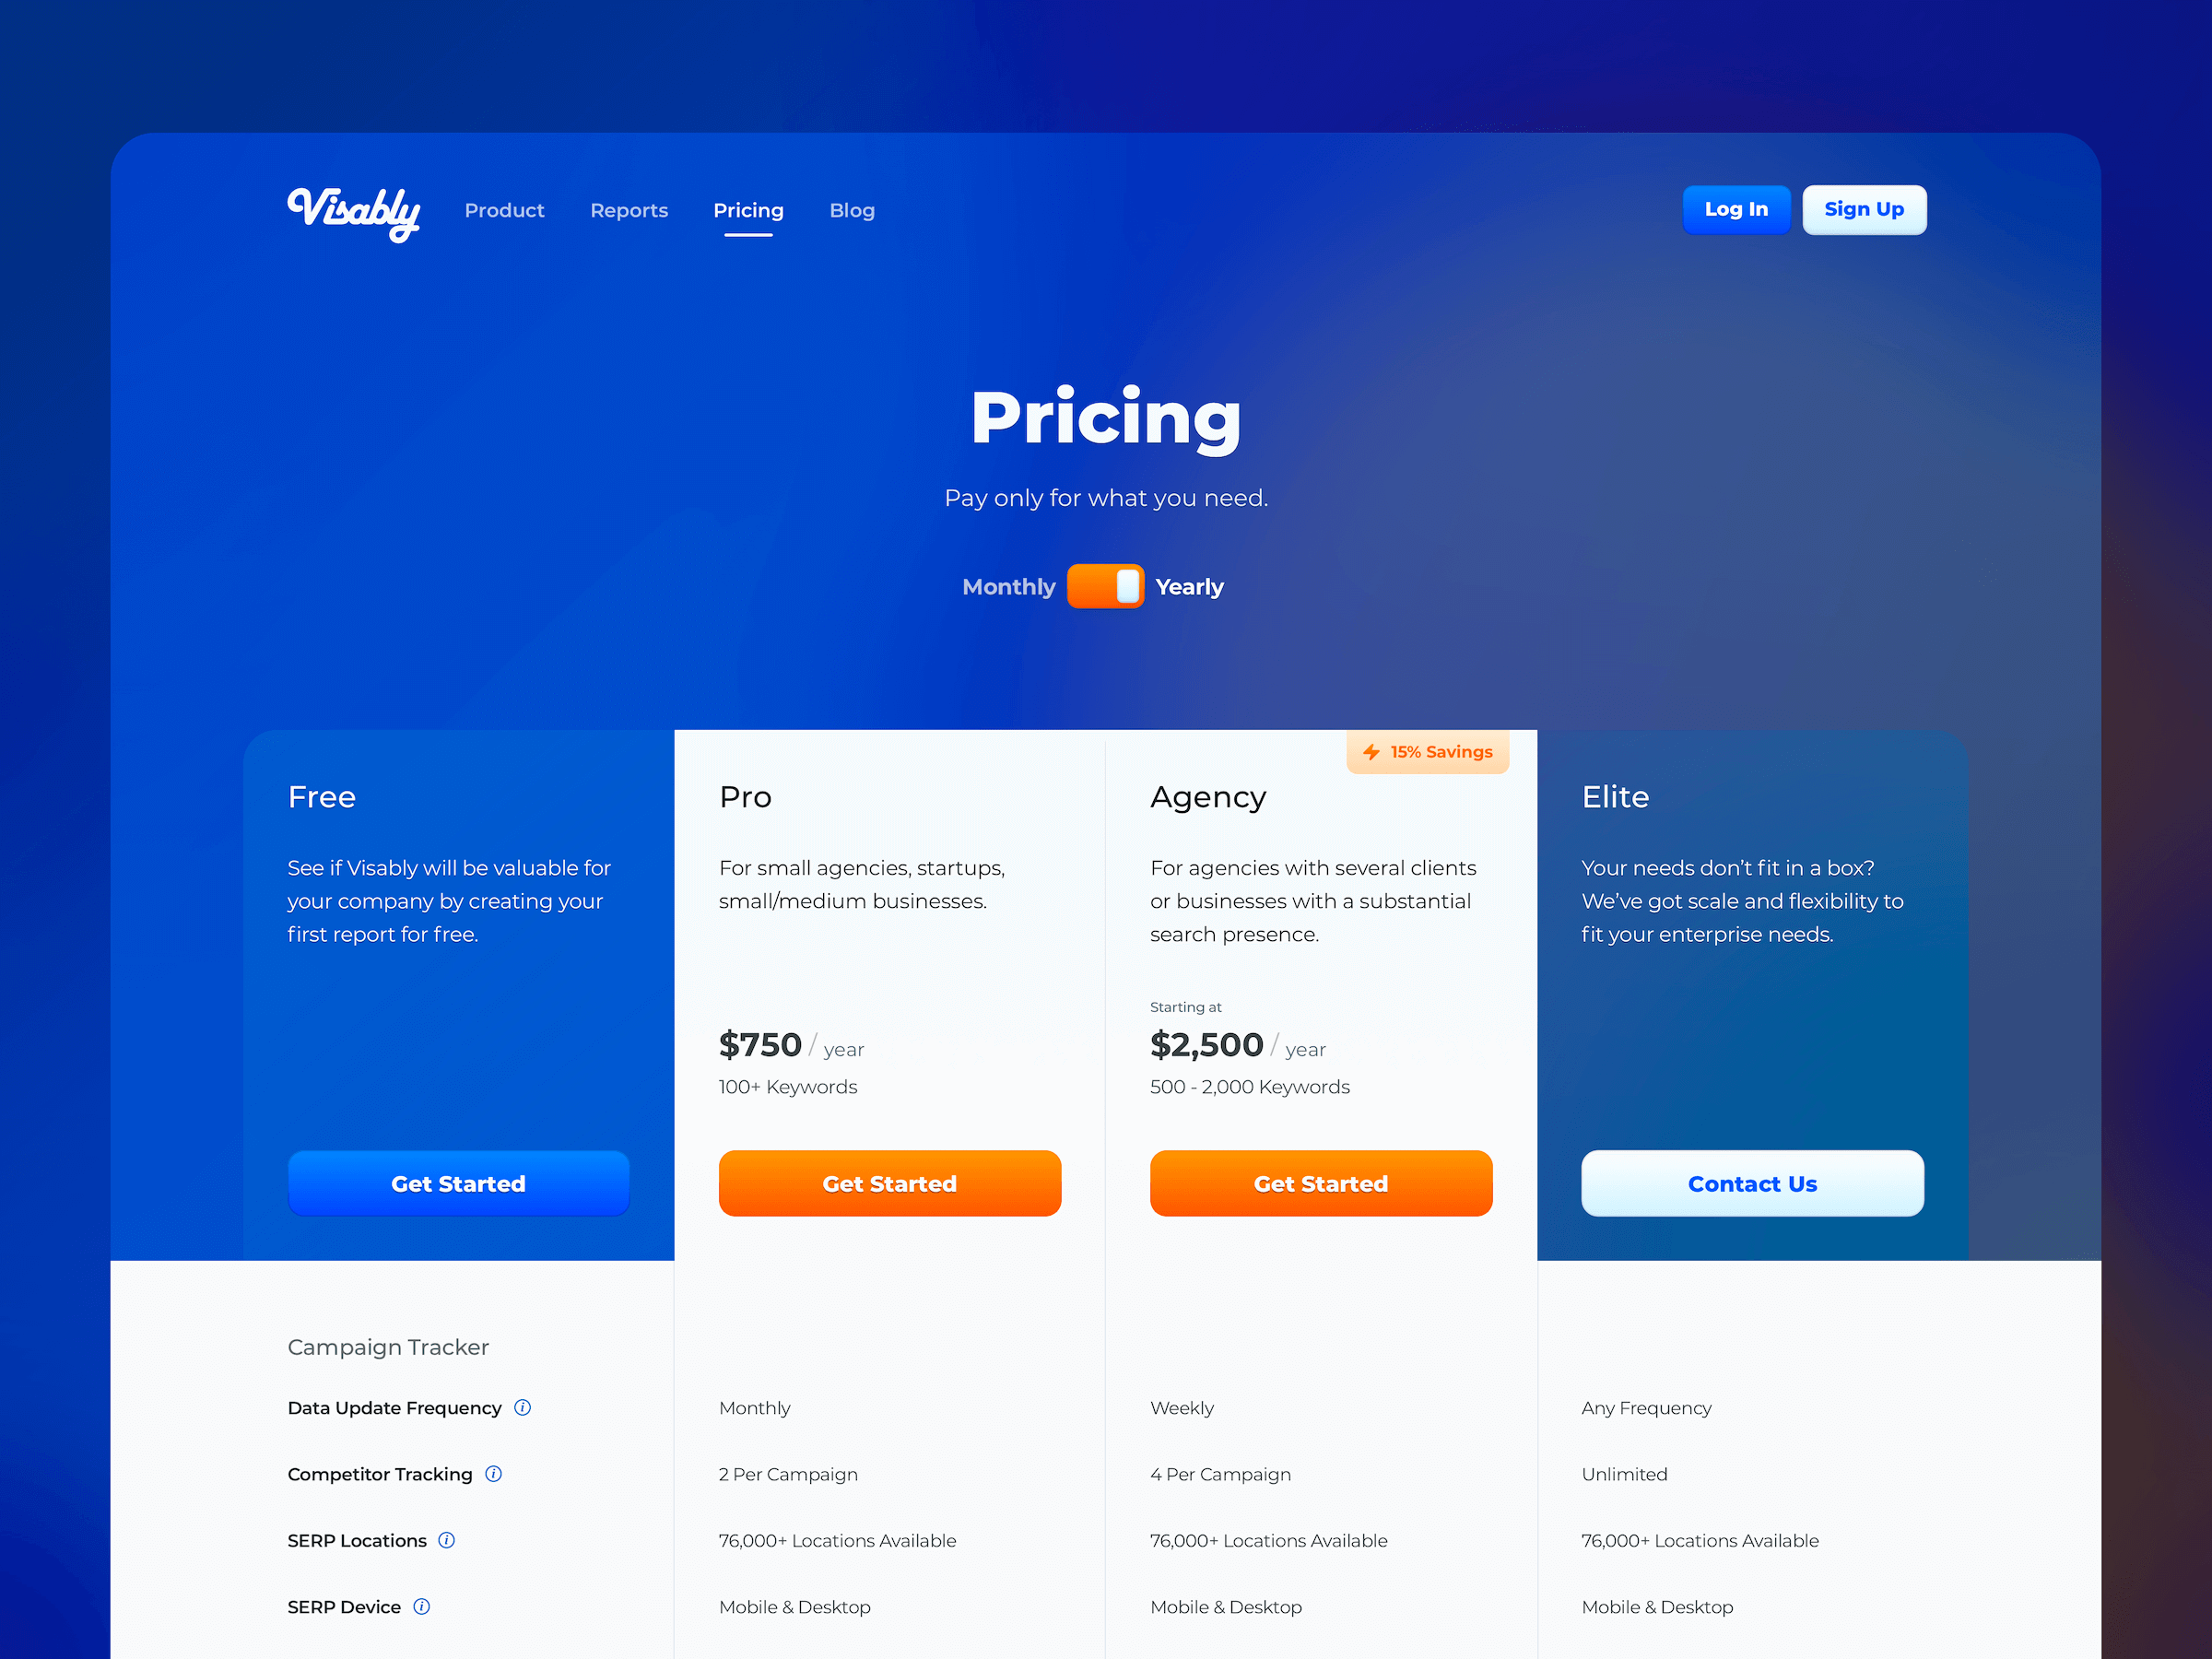 Visably Product Reports Pricing Blog Log In Sign Up
Pricing
Pay only for what you need.
Monthly Yearly
Free
See if Visably will be valuable for
your company by creating your
first report for free.
Get Started
Pro
For small agencies, startups,
small/medium businesses.
$750 / year
100+ Keywords
Get Started
15% Savings
Agency
For agencies with several clients
or businesses with a substantial
search presence.
Starting at
$2,500 / year
500 - 2,000 Keywords
Get Started
Elite
Your needs don’t fit in a box?
We’ve got scale and flexibility to
fit your enterprise needs.
Contact Us
Campaign Tracker
Data Update Frequency i Monthly Weekly Any Frequency
Competitor Tracking i 2 Per Campaign 4 Per Campaign Unlimited
SERP Locations i 76,000+ Locations Available 76,000+ Locations Available 76,000+ Locations Available
SERP Device i Mobile & Desktop Mobile & Desktop Mobile & Desktop